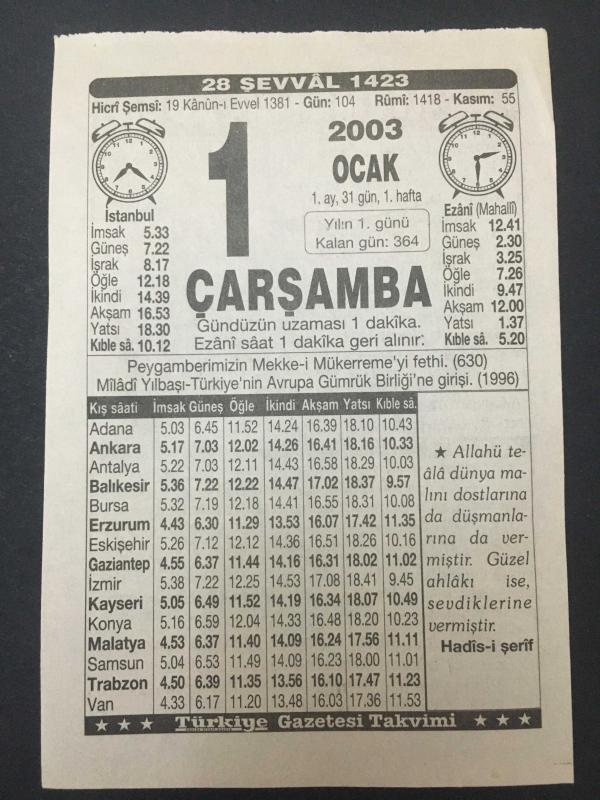 28 ŞEVVÂL 1423
Hicrî Şemsî: 19 Kânûn-ı Evvel 1381 - Gün: 104 Rûmî: 1418 - Kasım: 55
1
2003
OCAK
1. ay, 31 gün, 1. hafta
Yılın 1. günü
Kalan gün: 364
İstanbul
İmsak 5.33
Güneş 7.22
İşrak 8.17
Öğle 12.18
İkindi 14.39
Akşam 16.53
Yatsı 18.30
Kıble sâ. 10.12
Ezânî (Mahallî)
İmsak 12.41
Güneş 2.30
İşrak 3.25
Öğle 7.26
İkindi 9.47
Akşam 12.00
Yatsı 1.37
Kıble sâ. 5.20
ÇARŞAMBA
Gündüzün uzaması 1 dakîka.
Ezânî sâat 1 dakîka geri alınır.
Peygamberimizin Mekke-i Mükerreme'yi fethi. (630)
Mîlâdî Yılbaşı-Türkiye'nin Avrupa Gümrük Birliği'ne girişi. (1996)
Kış sâati İmsak Güneş Öğle İkindi Akşam Yatsı Kıble sâ.
Adana 5.03 6.45 11.52 14.24 16.39 18.10 10.43
Ankara 5.17 7.03 12.02 14.26 16.41 18.16 10.33
Antalya 5.22 7.03 12.11 14.43 16.58 18.29 10.03
Balıkesir 5.36 7.22 12.22 14.47 17.02 18.37 9.57
Bursa 5.32 7.19 12.18 14.41 16.55 18.31 10.08
Erzurum 4.43 6.30 11.29 13.53 16.07 17.42 11.35
Eskişehir 5.26 7.12 12.12 14.36 16.51 18.26 10.16
Gaziantep 4.55 6.37 11.44 14.16 16.31 18.02 11.02
İzmir 5.38 7.22 12.25 14.53 17.08 18.41 9.45
Kayseri 5.05 6.49 11.52 14.19 16.34 18.07 10.49
Konya 5.16 6.59 12.04 14.33 16.48 18.20 10.23
Malatya 4.53 6.37 11.40 14.09 16.24 17.56 11.11
Samsun 5.04 6.53 11.49 14.09 16.23 18.00 11.01
Trabzon 4.50 6.39 11.35 13.56 16.10 17.47 11.23
Van 4.33 6.17 11.20 13.48 16.03 17.36 11.53
★ Allahü te-
âlâ dünya ma-
lını dostlarına
da düşmanla-
rına da ver-
miştir. Güzel
ahlâkı ise,
sevdiklerine
vermiştir.
Hadîs-i şerîf
★ ★ ★ Türkiye Gazetesi Takvimi ★ ★ ★